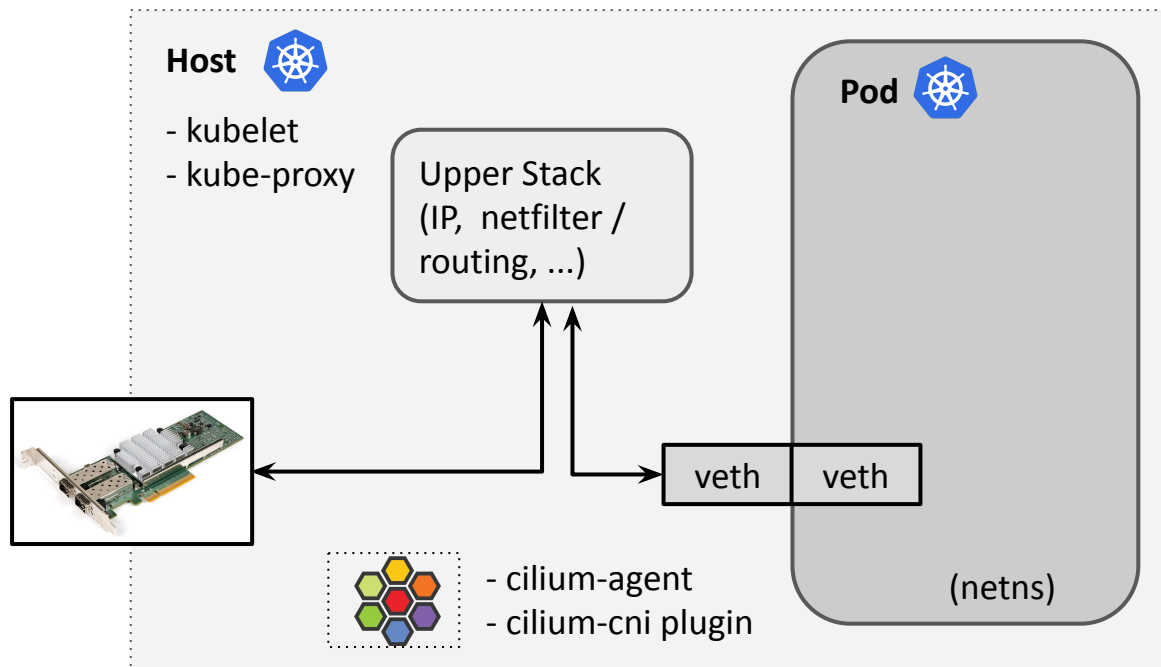 Host
- kubelet
- kube-proxy
Upper Stack
(IP,  netfilter /
routing, ...)
Pod
veth
veth
(netns)
- cilium-agent
- cilium-cni plugin